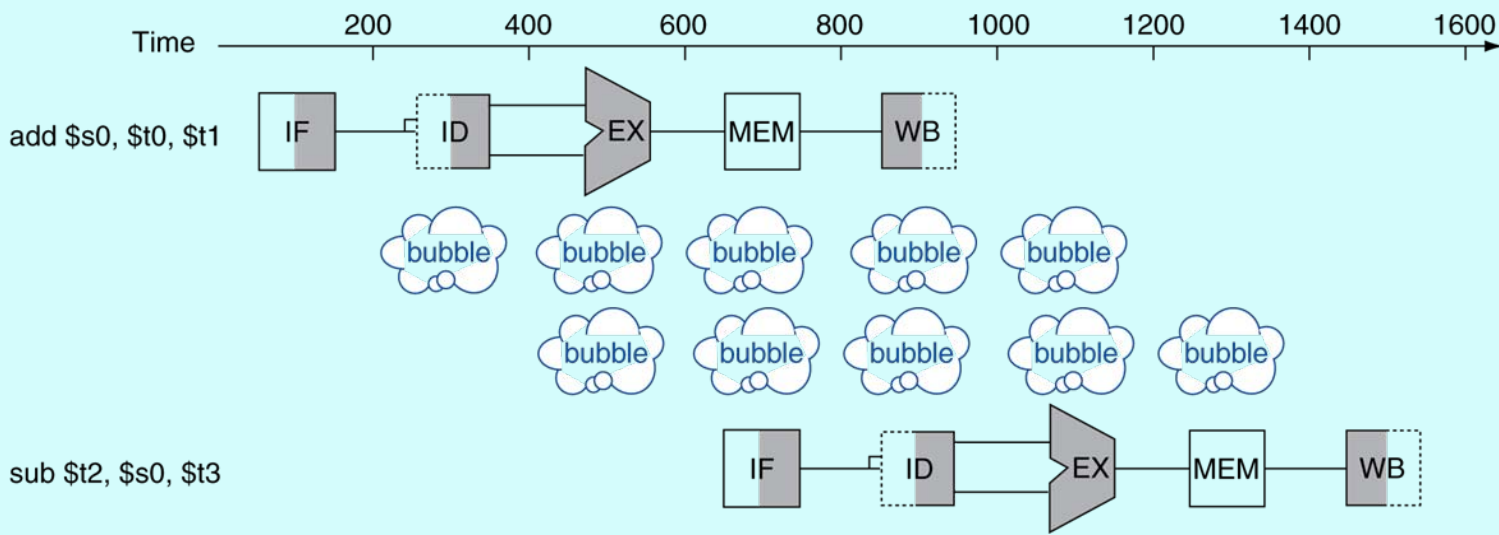 200 400 600 800 1000 1200 1400 1600
Time
add $s0, $t0, $t1 IF ID EX MEM WB
bubble bubble bubble bubble bubble
bubble bubble bubble bubble bubble
sub $t2, $s0, $t3 IF ID EX MEM WB